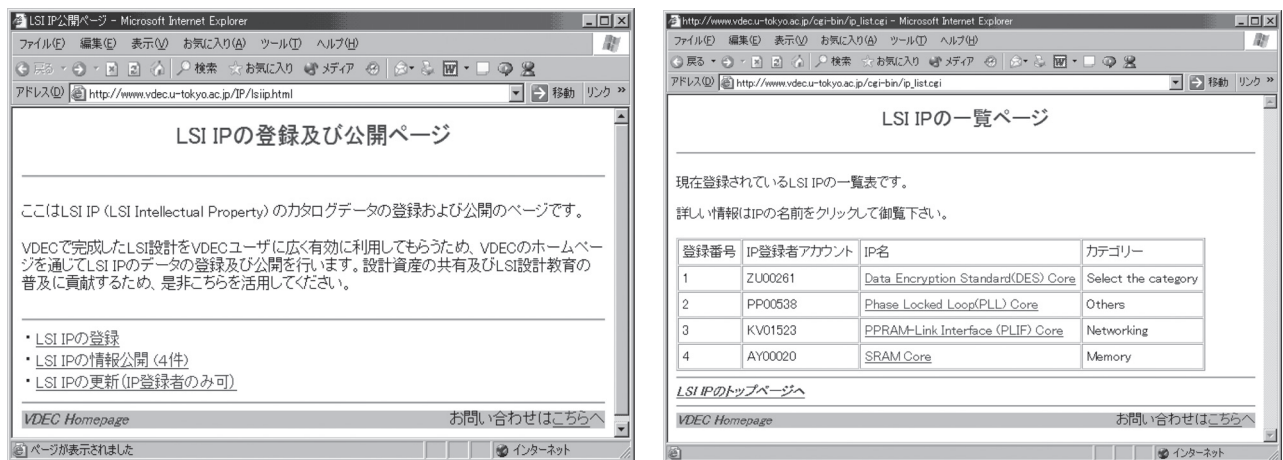 LSI IP公開ページ - Microsoft Internet Explorer
ファイル(F) 編集(E) 表示(V) お気に入り(A) ツール(T) ヘルプ(H)
戻る 検索 お気に入り メディア
アドレス(D) http://www.vdec.u-tokyo.ac.jp/IP/lsiip.html 移動 リンク »
LSI IPの登録及び公開ページ
ここはLSI IP (LSI Intellectual Property) のカタログデータの登録および公開のページです。
VDECで完成したLSI設計をVDECユーザに広く有効に利用してもらうため、VDECのホームペー
ジを通じてLSI IPのデータの登録及び公開を行います。設計資産の共有及びLSI設計教育の
普及に貢献するため、是非こちらを活用してください。
・LSI IPの登録
・LSI IPの情報公開 (4件)
・LSI IPの更新(IP登録者のみ可)
VDEC Homepage お問い合わせはこちらへ
ページが表示されました インターネット
http://www.vdec.u-tokyo.ac.jp/cgi-bin/ip_list.cgi - Microsoft Internet Explorer
ファイル(F) 編集(E) 表示(V) お気に入り(A) ツール(T) ヘルプ(H)
戻る 検索 お気に入り メディア
アドレス(D) http://www.vdec.u-tokyo.ac.jp/cgi-bin/ip_list.cgi 移動 リンク »
LSI IPの一覧ページ
現在登録されているLSI IPの一覧表です。
詳しい情報はIPの名前をクリックして御覧下さい。
登録番号 IP登録者アカウント IP名 カテゴリー
1 ZU00261 Data Encryption Standard(DES) Core Select the category
2 PP00538 Phase Locked Loop(PLL) Core Others
3 KV01523 PPRAM-Link Interface (PLIF) Core Networking
4 AY00020 SRAM Core Memory
LSI IPのトップページへ
VDEC Homepage お問い合わせはこちらへ
インターネット